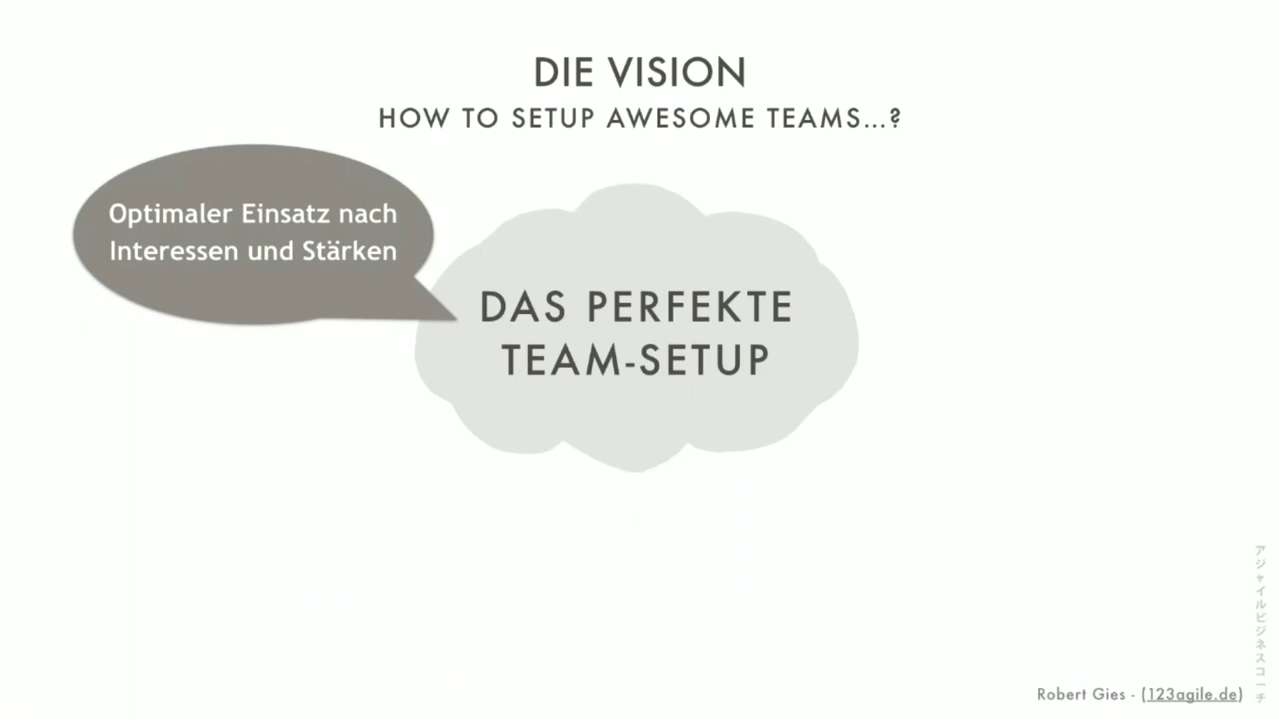 DIE VISION
HOW TO SETUP AWESOME TEAMS...?
Optimaler Einsatz nach
Interessen und Stärken
DAS PERFEKTE
TEAM-SETUP
Robert Gies - (123agile.de)
アジャイルビジネスコーチ